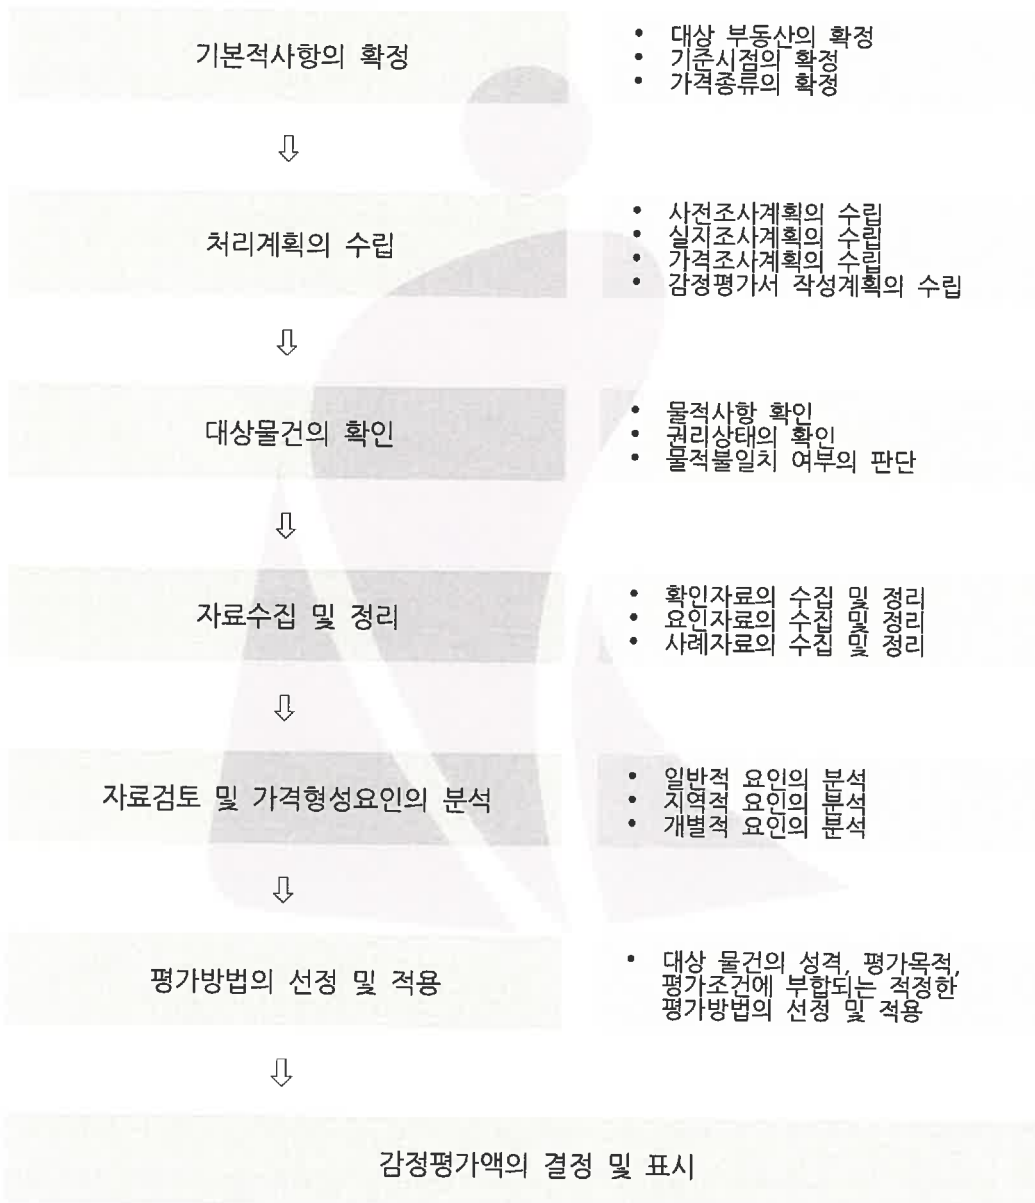 기본적사항의 확정
• 대상 부동산의 확정
• 기준시점의 확정
• 가격종류의 확정
⇩
처리계획의 수립
• 사전조사계획의 수립
• 실지조사계획의 수립
• 가격조사계획의 수립
• 감정평가서 작성계획의 수립
⇩
대상물건의 확인
• 물적사항 확인
• 권리상태의 확인
• 물적불일치 여부의 판단
⇩
자료수집 및 정리
• 확인자료의 수집 및 정리
• 요인자료의 수집 및 정리
• 사례자료의 수집 및 정리
⇩
자료검토 및 가격형성요인의 분석
• 일반적 요인의 분석
• 지역적 요인의 분석
• 개별적 요인의 분석
⇩
평가방법의 선정 및 적용
• 대상 물건의 성격, 평가목적,
평가조건에 부합되는 적정한
평가방법의 선정 및 적용
⇩
감정평가액의 결정 및 표시